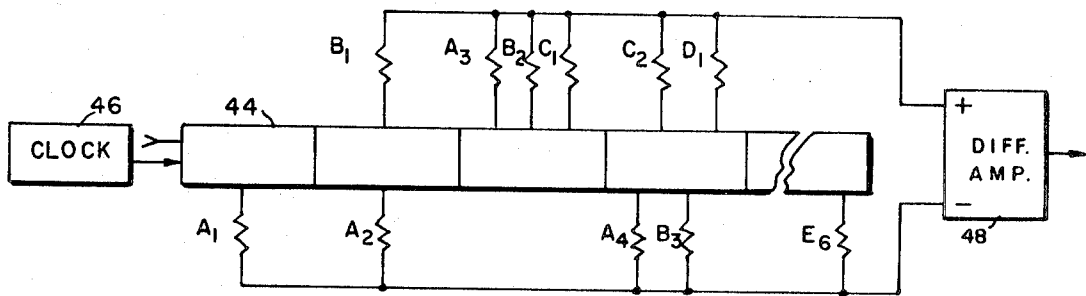 B1 A3 B2 C1 C2 D1
46 44
CLOCK
+
DIFF.
AMP.
−
48
A1 A2 A4 B3 E6